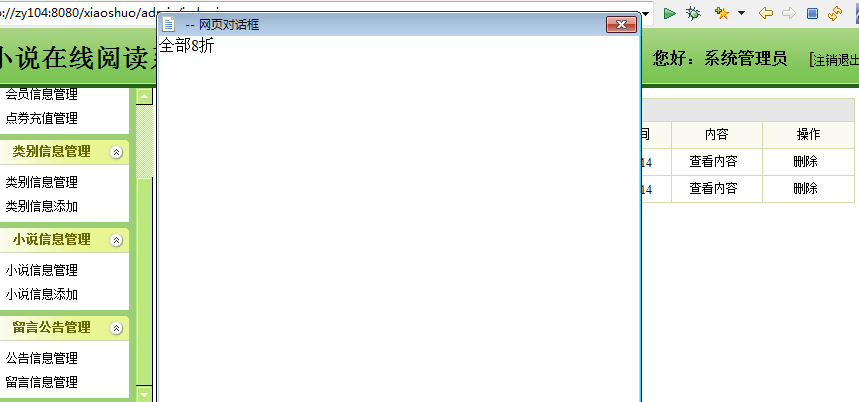 zy104:8080/xiaoshuo/
-- 网页对话框
全部8折
小说在线阅读
您好：系统管理员
[注销退出
会员信息管理
点券充值管理
类别信息管理
类别信息管理
类别信息添加
小说信息管理
小说信息管理
小说信息添加
留言公告管理
公告信息管理
留言信息管理
间 内容 操作
14 查看内容 删除
14 查看内容 删除